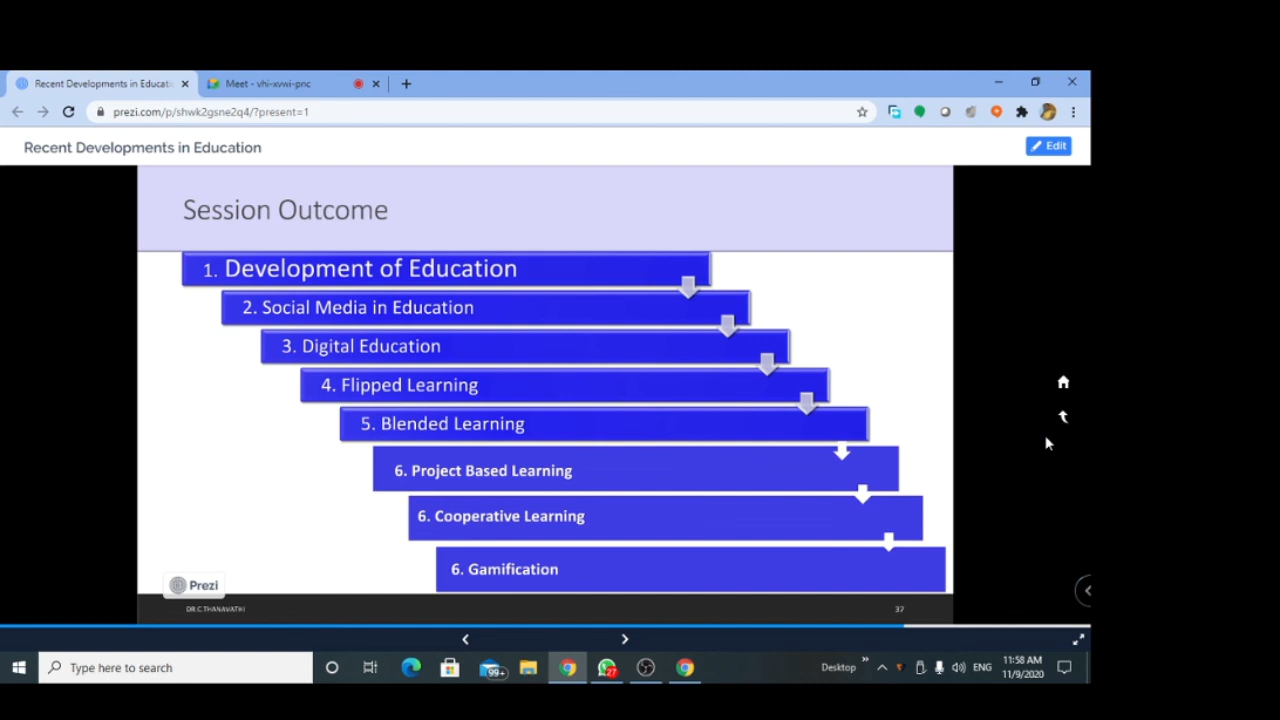 Recent Developments in Educati
Meet - vhi-xvwi-pnc
prezi.com/p/shwk2gsne2q4/?present=1
Recent Developments in Education
Edit
Session Outcome
1. Development of Education
2. Social Media in Education
3. Digital Education
4. Flipped Learning
5. Blended Learning
6. Project Based Learning
6. Cooperative Learning
6. Gamification
Prezi
DR.C.THANAVATHI
37
Type here to search
99+
27
Desktop
ENG
11:58 AM
11/9/2020